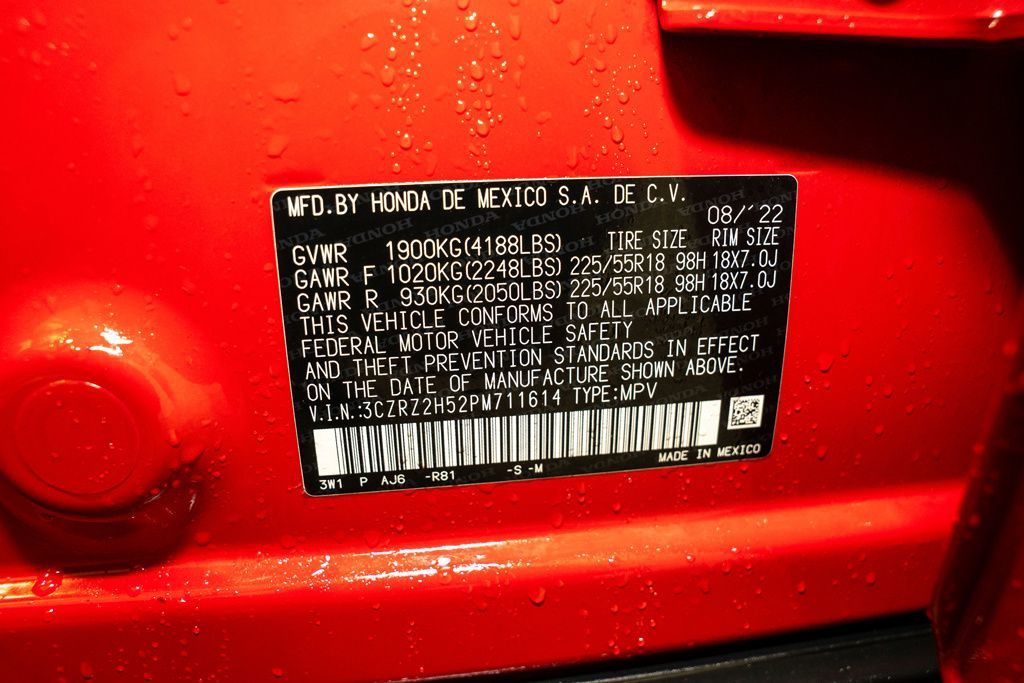 MFD.BY HONDA DE MEXICO S.A. DE C.V.
08/'22
GVWR 1900KG(4188LBS) TIRE SIZE RIM SIZE
GAWR F 1020KG(2248LBS) 225/55R18 98H 18X7.0J
GAWR R 930KG(2050LBS) 225/55R18 98H 18X7.0J
THIS VEHICLE CONFORMS TO ALL APPLICABLE
FEDERAL MOTOR VEHICLE SAFETY
AND THEFT PREVENTION STANDARDS IN EFFECT
ON THE DATE OF MANUFACTURE SHOWN ABOVE.
V.I.N.:3CZRZ2H52PM711614 TYPE:MPV
MADE IN MEXICO
3W1 P AJ6 -R81 -S -M